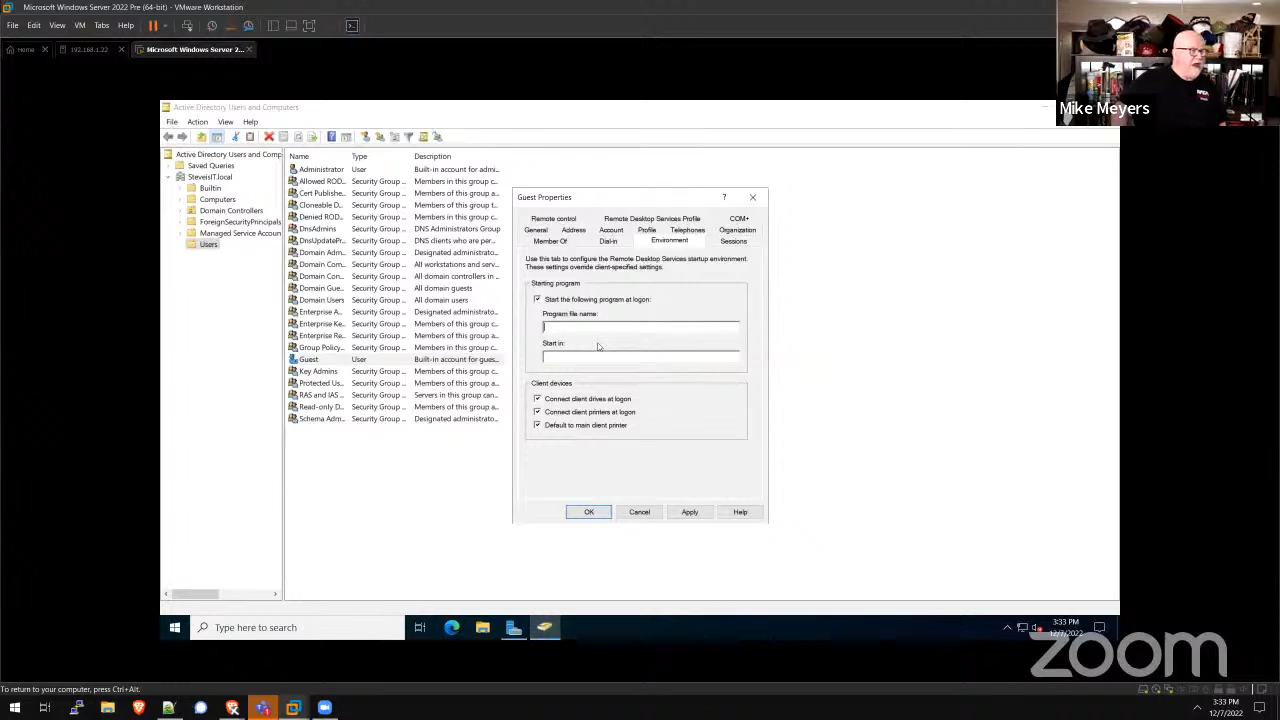 Microsoft Windows Server 2022 Pre (64-bit) - VMware Workstation
File Edit View VM Tabs Help
Home 192.168.1.22 Microsoft Windows Server 2...
Mike Meyers
Active Directory Users and Computers
File Action View Help
Active Directory Users and Comp
Saved Queries
SteveisIT.local
Builtin
Computers
Domain Controllers
ForeignSecurityPrincipals
Managed Service Accoun
Users
Name Type Description
Administrator User Built-in account for admi...
Allowed ROD... Security Group ... Members in this group c...
Cert Publishe... Security Group ... Members of this group a...
Cloneable D... Security Group ... Members of this group t...
Denied ROD... Security Group ... Members in this group c...
DnsAdmins Security Group ... DNS Administrators Group
DnsUpdatePr... Security Group ... DNS clients who are per...
Domain Adm... Security Group ... Designated administrato...
Domain Com... Security Group ... All workstations and serv...
Domain Con... Security Group ... All domain controllers in ...
Domain Gue... Security Group ... All domain guests
Domain Users Security Group ... All domain users
Enterprise A... Security Group ... Designated administrato...
Enterprise Ke... Security Group ... Members of this group c...
Enterprise Re... Security Group ... Members of this group a...
Group Policy... Security Group ... Members in this group c...
Guest User Built-in account for gues...
Key Admins Security Group ... Members of this group c...
Protected Us... Security Group ... Members of this group a...
RAS and IAS ... Security Group ... Servers in this group can...
Read-only D... Security Group ... Members of this group a...
Schema Adm... Security Group ... Designated administrato...
Guest Properties ?
Remote control Remote Desktop Services Profile COM+
General Address Account Profile Telephones Organization
Member Of Dial-in Environment Sessions
Use this tab to configure the Remote Desktop Services startup environment.
These settings override client-specified settings.
Starting program
Start the following program at logon:
Program file name:
Start in:
Client devices
Connect client drives at logon
Connect client printers at logon
Default to main client printer
OK Cancel Apply Help
Type here to search
3:33 PM
12/7/2022
zoom
To return to your computer, press Ctrl+Alt.
3:33 PM
12/7/2022